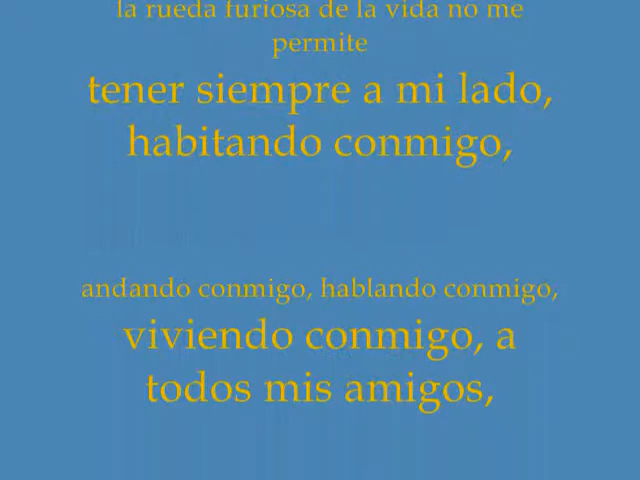 la rueda furiosa de la vida no me
permite
tener siempre a mi lado,
habitando conmigo,
andando conmigo, hablando conmigo,
viviendo conmigo, a
todos mis amigos,